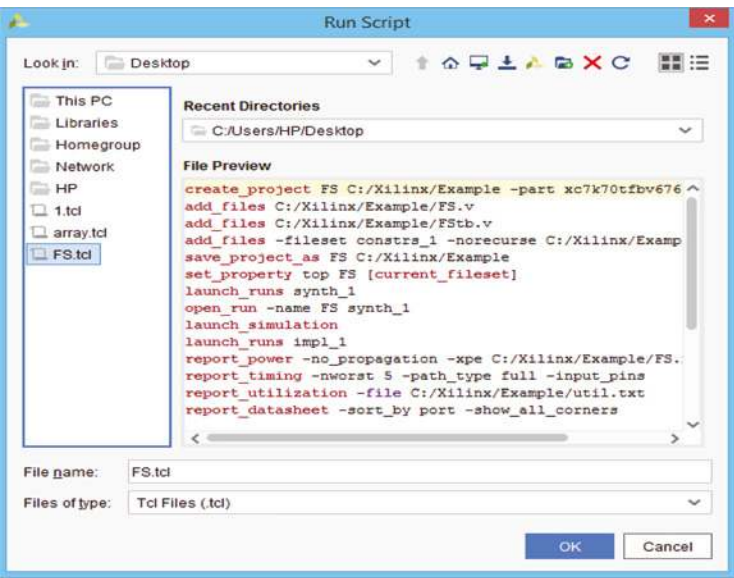 Run Script
Look in: Desktop
This PC
Libraries
Homegroup
Network
HP
1.tcl
array.tcl
FS.tcl
Recent Directories
C:/Users/HP/Desktop
File Preview
create_project FS C:/Xilinx/Example -part xc7k70tfbv676
add_files C:/Xilinx/Example/FS.v
add_files C:/Xilinx/Example/FStb.v
add_files -fileset constrs_1 -norecurse C:/Xilinx/Examp
save_project_as FS C:/Xilinx/Example
set_property top FS [current_fileset]
launch_runs synth_1
open_run -name FS synth_1
launch_simulation
launch_runs impl_1
report_power -no_propagation -xpe C:/Xilinx/Example/FS.
report_timing -nworst 5 -path_type full -input_pins
report_utilization -file C:/Xilinx/Example/util.txt
report_datasheet -sort_by port -show_all_corners
File name: FS.tcl
Files of type: Tcl Files (.tcl)
OK Cancel